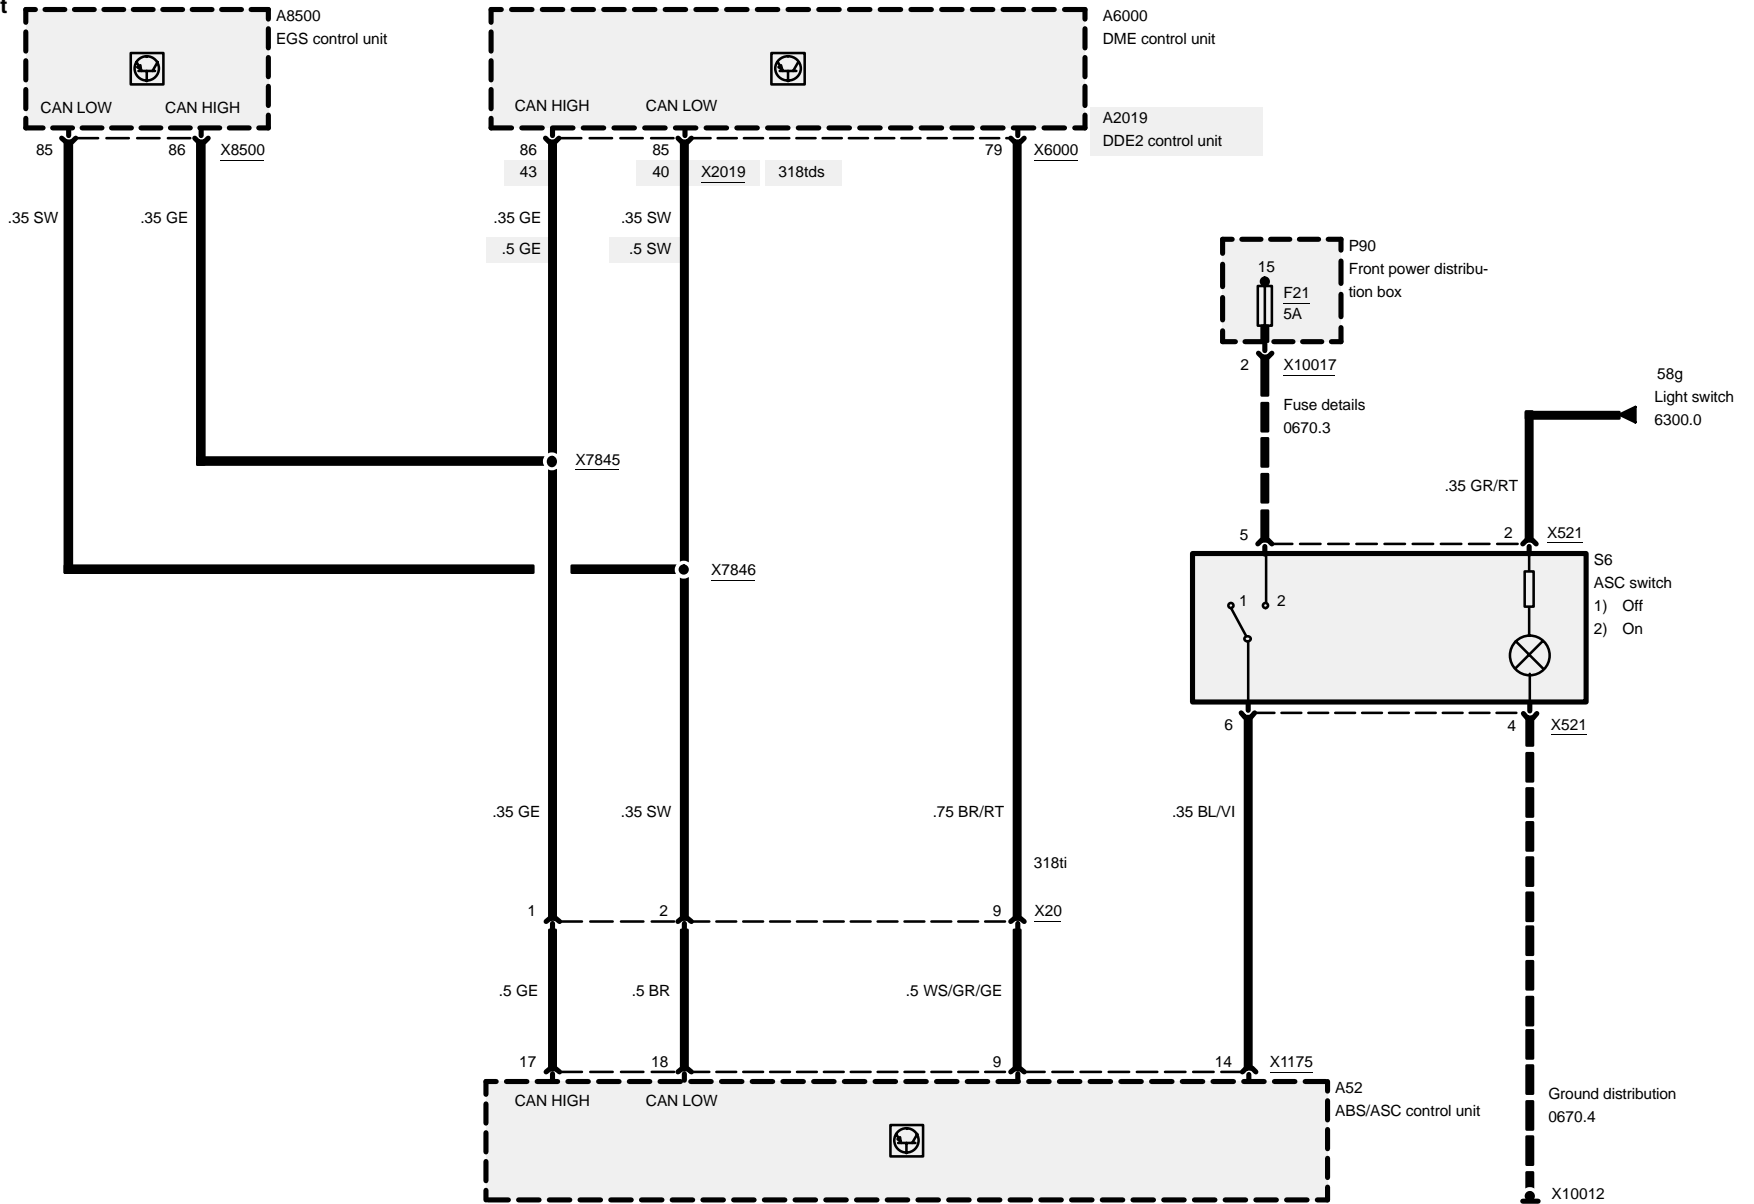 t
A8500
EGS control unit
CAN LOW CAN HIGH
85 86 X8500
.35 SW .35 GE
A6000
DME control unit
CAN HIGH CAN LOW
A2019
DDE2 control unit
86 85 79 X6000
43 40 X2019 318tds
.35 GE .35 SW
.5 GE .5 SW
P90
Front power distribu-
tion box
15
F21
5A
2 X10017
Fuse details
0670.3
58g
Light switch
6300.0
.35 GR/RT
X7845
X7846
5 2 X521
S6
ASC switch
1) Off
2) On
1 2
6 4 X521
.35 GE .35 SW .75 BR/RT .35 BL/VI
318ti
1 2 9 X20
.5 GE .5 BR .5 WS/GR/GE
17 18 9 14 X1175
CAN HIGH CAN LOW
A52
ABS/ASC control unit
Ground distribution
0670.4
X10012